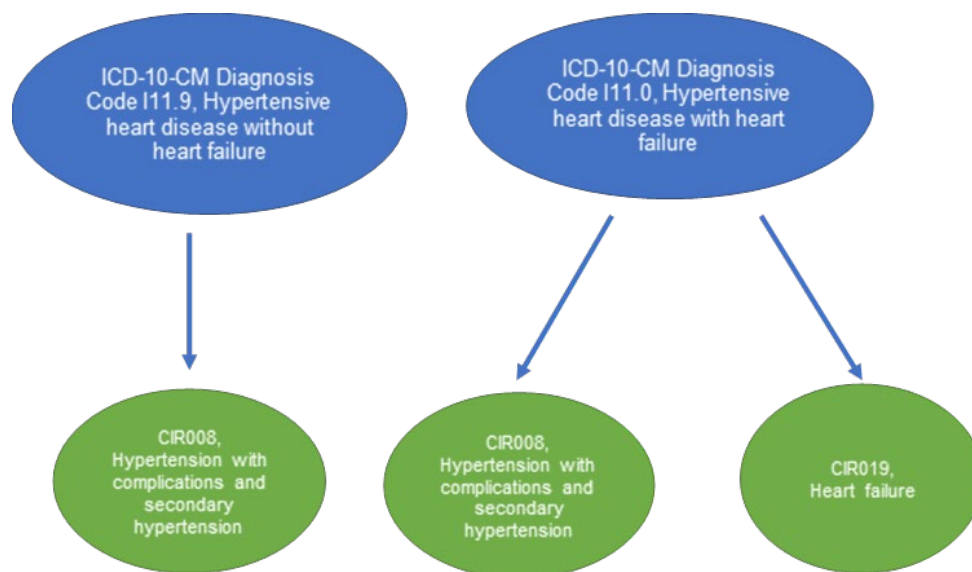 ICD-10-CM Diagnosis
Code I11.9, Hypertensive
heart disease without
heart failure
ICD-10-CM Diagnosis
Code I11.0, Hypertensive
heart disease with heart
failure
CIR008,
Hypertension with
complications and
secondary
hypertension
CIR008,
Hypertension with
complications and
secondary
hypertension
CIR019,
Heart failure